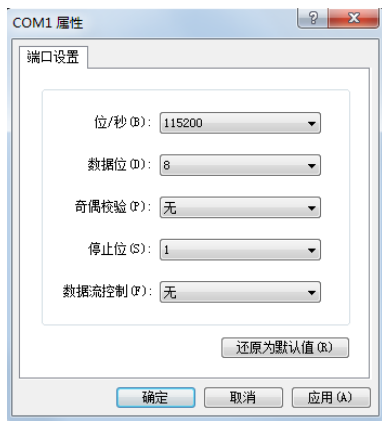 COM1 属性
端口设置
位/秒(B): 115200
数据位(D): 8
奇偶校验(P): 无
停止位(S): 1
数据流控制(F): 无
还原为默认值(R)
确定 取消 应用(A)